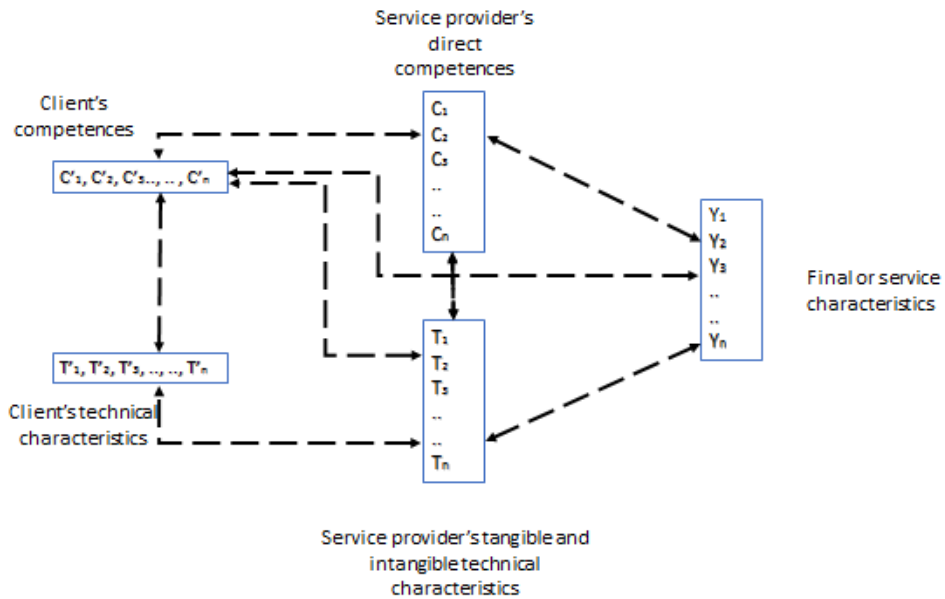 Service provider's
direct
competences
Client's
competences
C'₁, C'₂, C'₃.., .. , C'ₙ
C₁
C₂
C₃
..
..
Cₙ
Y₁
Y₂
Y₃
..
..
Yₙ
Final or service
characteristics
T'₁, T'₂, T'₃, .., .., T'ₙ
Client's technical
characteristics
T₁
T₂
T₃
..
..
Tₙ
Service provider's tangible and
intangible technical
characteristics